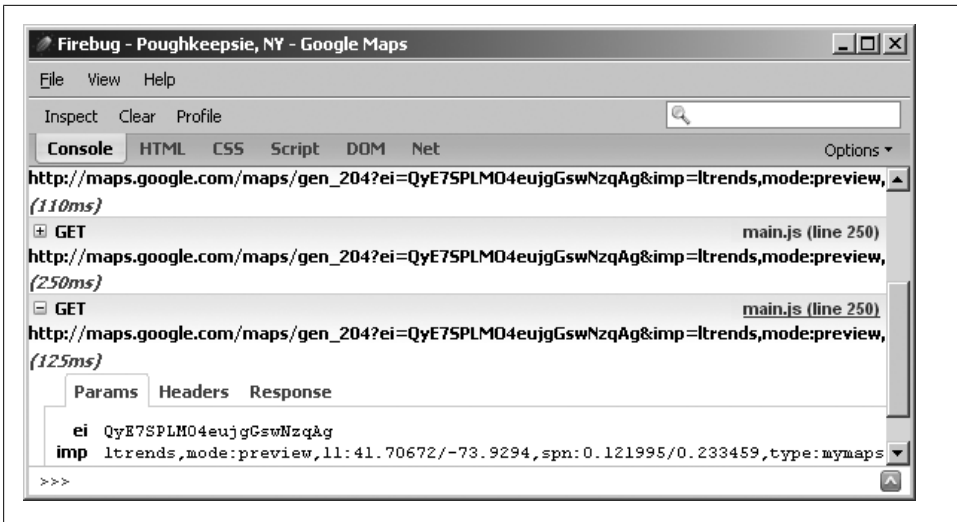 Firebug - Poughkeepsie, NY - Google Maps
File View Help
Inspect Clear Profile
Console HTML CSS Script DOM Net Options
http://maps.google.com/maps/gen_204?ei=QyE7SPLMO4eujgGswNzqAg&imp=ltrends,mode:preview,
(110ms)
GET main.js (line 250)
http://maps.google.com/maps/gen_204?ei=QyE7SPLMO4eujgGswNzqAg&imp=ltrends,mode:preview,
(250ms)
GET main.js (line 250)
http://maps.google.com/maps/gen_204?ei=QyE7SPLMO4eujgGswNzqAg&imp=ltrends,mode:preview,
(125ms)
Params Headers Response
ei QyE7SPLMO4eujgGswNzqAg
imp ltrends,mode:preview,ll:41.70672/-73.9294,spn:0.121995/0.233459,type:mymaps
>>>